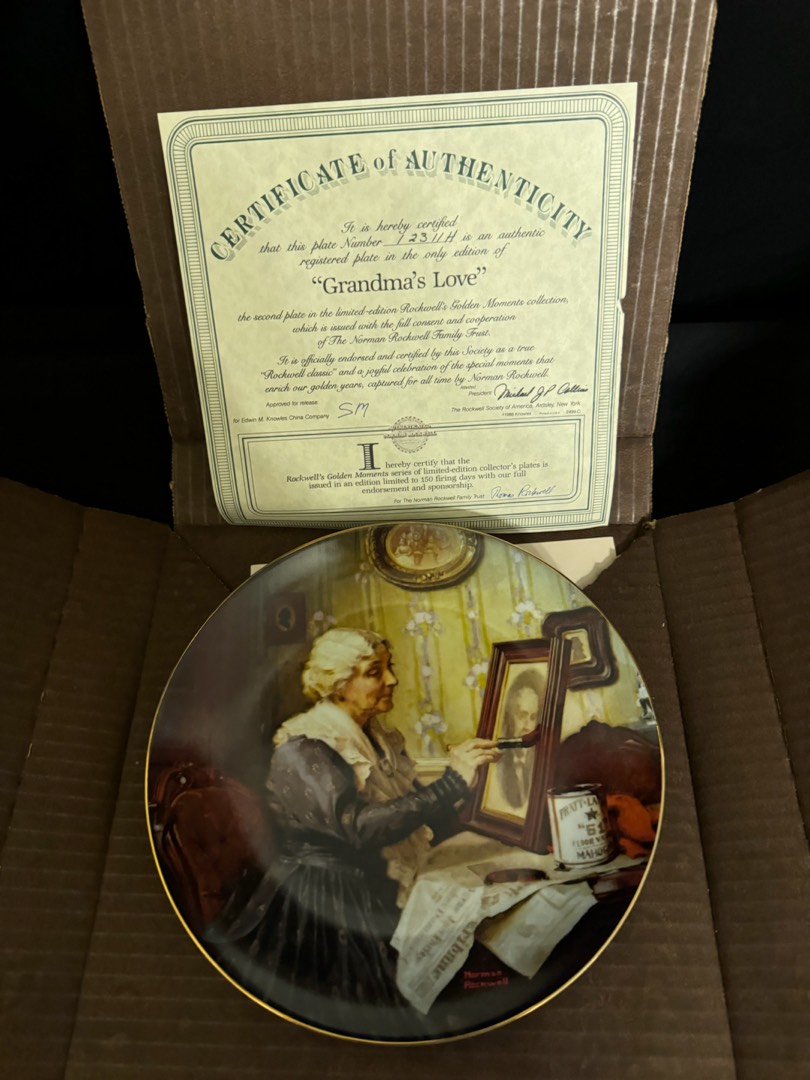 CERTIFICATE of AUTHENTICITY
It is hereby certified
that this plate Number 12311H is an authentic
registered plate in the only edition of
“Grandma's Love”
the second plate in the limited-edition Rockwell's Golden Moments collection,
which is issued with the full consent and cooperation
of The Norman Rockwell Family Trust.
It is officially endorsed and certified by this Society as a true
“Rockwell classic” and a joyful celebration of the special moments that
enrich our golden years, captured for all time by Norman Rockwell.
Approved for release:
for Edwin M. Knowles China Company SM
President
The Rockwell Society of America, Ardsley, New York
I hereby certify that the
Rockwell's Golden Moments series of limited-edition collector's plates is
issued in an edition limited to 150 firing days with our full
endorsement and sponsorship.
For The Norman Rockwell Family Trust:
PRATT-LA
"61"
MAHOG
Tribune
Norman
Rockwell